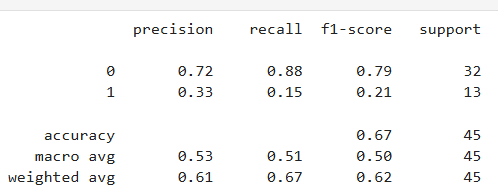 precision recall f1-score support
0 0.72 0.88 0.79 32
1 0.33 0.15 0.21 13
accuracy 0.67 45
macro avg 0.53 0.51 0.50 45
weighted avg 0.61 0.67 0.62 45